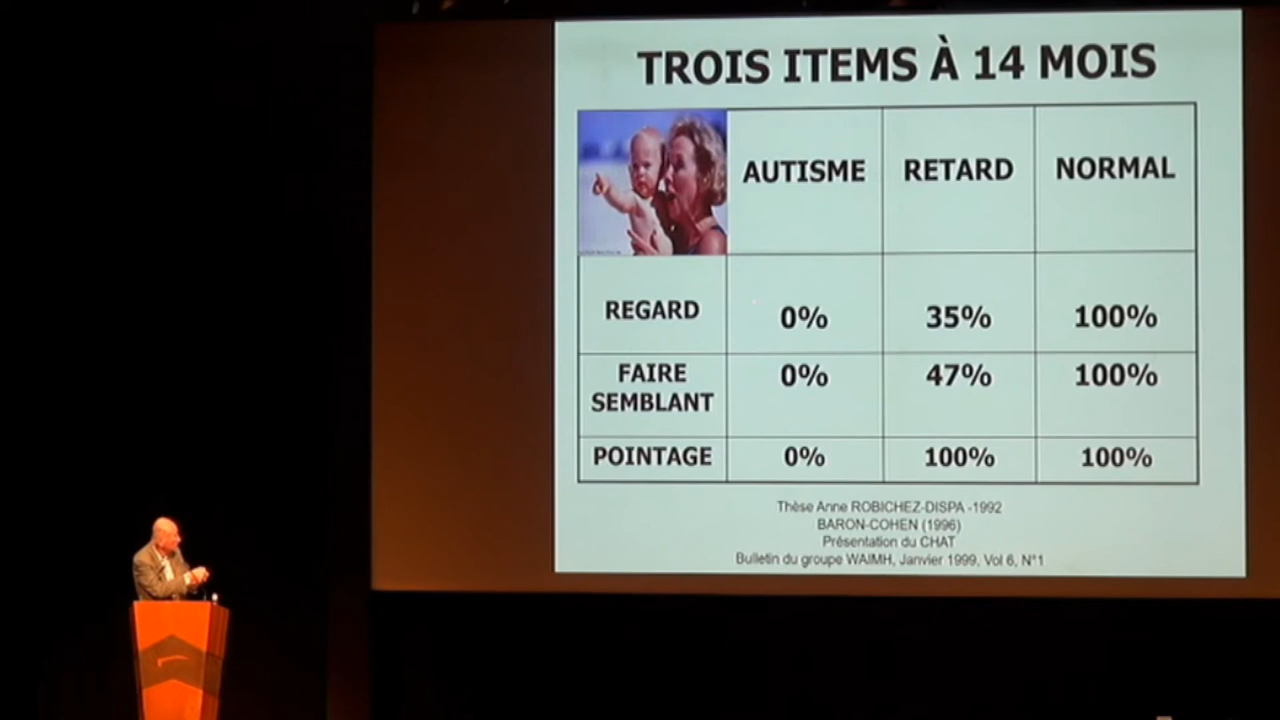 TROIS ITEMS À 14 MOIS
AUTISME RETARD NORMAL
REGARD 0% 35% 100%
FAIRE SEMBLANT 0% 47% 100%
POINTAGE 0% 100% 100%
Thèse Anne ROBICHEZ-DISPA -1992
BARON-COHEN (1996)
Présentation du CHAT
Bulletin du groupe WAIMH, Janvier 1999, Vol 6, N°1